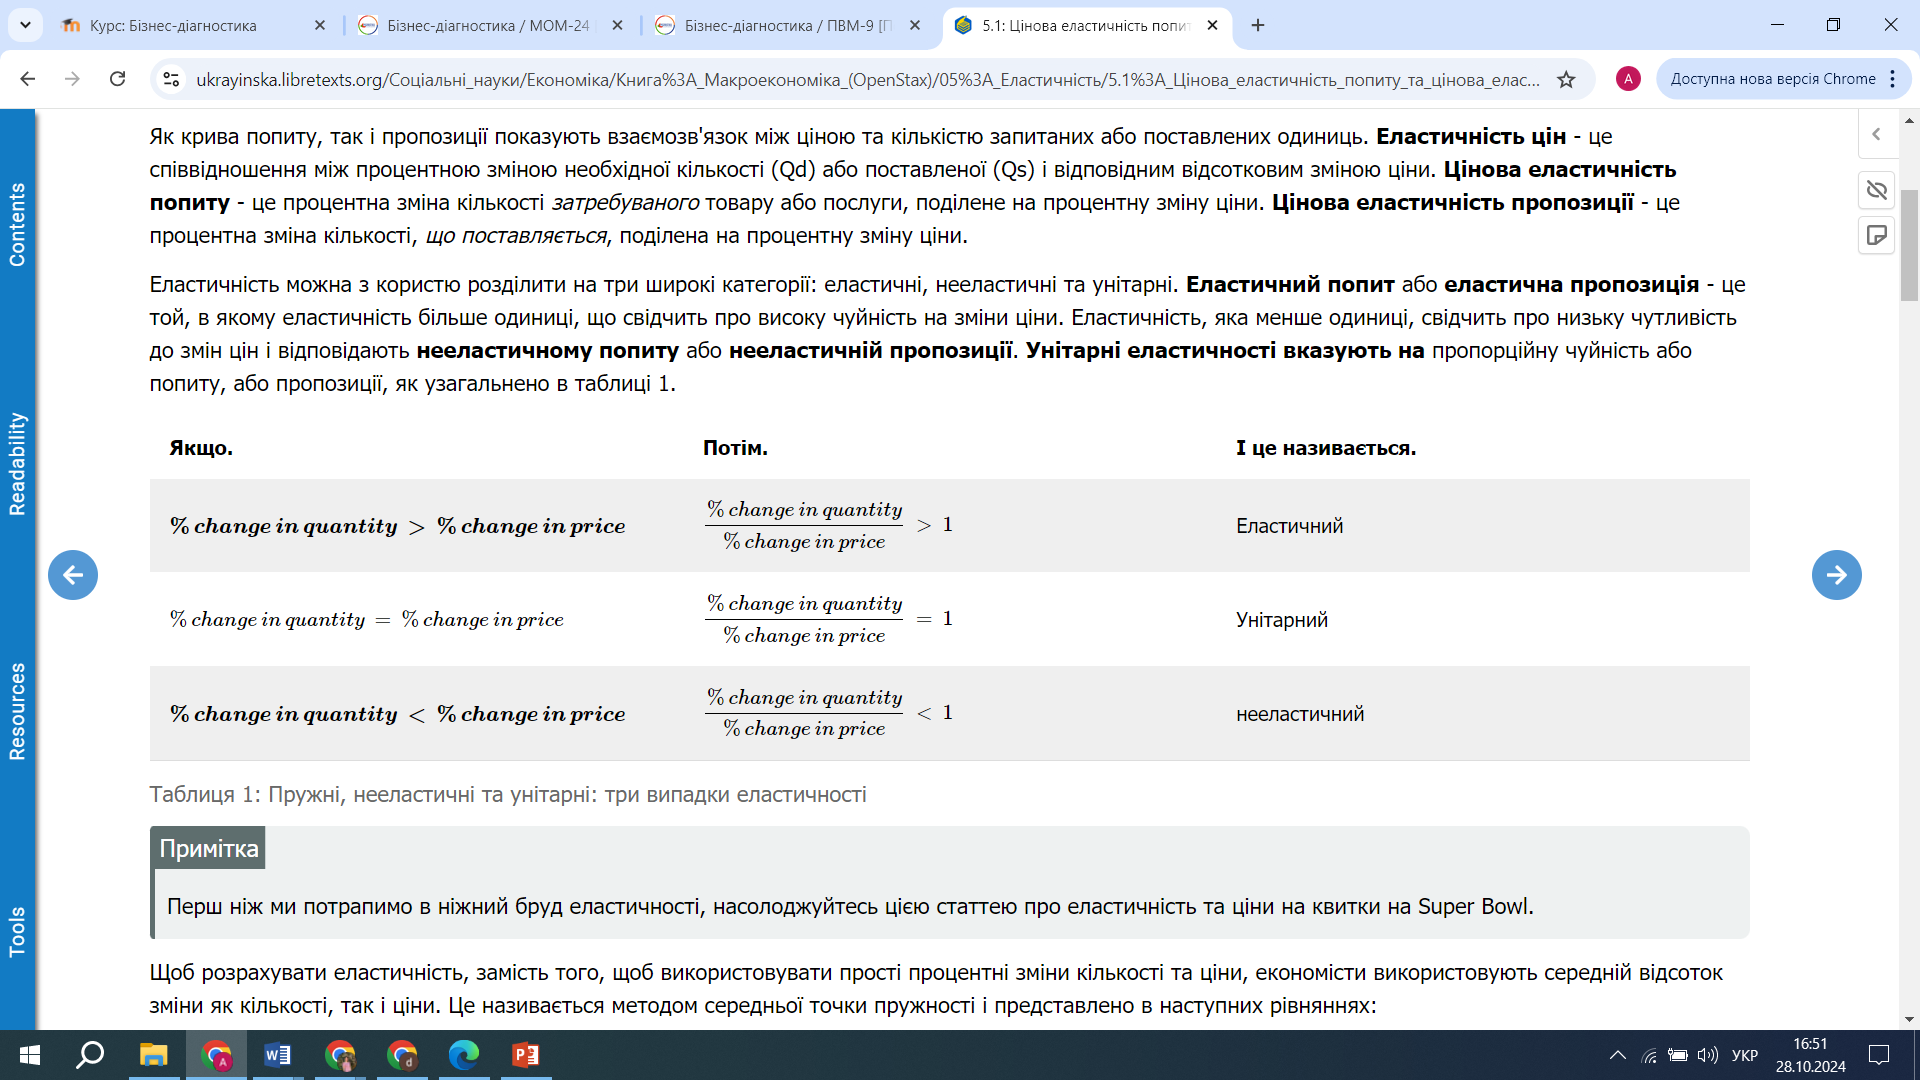 Курс: Бізнес-діагностика
Бізнес-діагностика / МОМ-24
Бізнес-діагностика / ПВМ-9 [П
5.1: Цінова еластичність попит
ukrayinska.libretexts.org/Соціальні_науки/Економіка/Книга%3A_Макроекономіка_(OpenStax)/05%3A_Еластичність/5.1%3A_Цінова_еластичність_попиту_та_цінова_елас...
A
Доступна нова версія Chrome
Contents
Readability
Resources
Tools
Як крива попиту, так і пропозиції показують взаємозв'язок між ціною та кількістю запитаних або поставлених одиниць. Еластичність цін - це
співвідношення між процентною зміною необхідної кількості (Qd) або поставленої (Qs) і відповідним відсотковим зміною ціни. Цінова еластичність
попиту - це процентна зміна кількості затребуваного товару або послуги, поділене на процентну зміну ціни. Цінова еластичність пропозиції - це
процентна зміна кількості, що поставляється, поділена на процентну зміну ціни.
Еластичність можна з користю розділити на три широкі категорії: еластичні, нееластичні та унітарні. Еластичний попит або еластична пропозиція - це
той, в якому еластичність більше одиниці, що свідчить про високу чуйність на зміни ціни. Еластичність, яка менше одиниці, свідчить про низьку чутливість
до змін цін і відповідають нееластичному попиту або нееластичній пропозиції. Унітарні еластичності вказують на пропорційну чуйність або
попиту, або пропозиції, як узагальнено в таблиці 1.
Якщо. Потім. І це називається.
% change in quantity > % change in price
% change in quantity
% change in price
> 1
Еластичний
% change in quantity = % change in price
% change in quantity
% change in price
= 1
Унітарний
% change in quantity < % change in price
% change in quantity
% change in price
< 1
нееластичний
Таблиця 1: Пружні, нееластичні та унітарні: три випадки еластичності
Примітка
Перш ніж ми потрапимо в ніжний бруд еластичності, насолоджуйтесь цією статтею про еластичність та ціни на квитки на Super Bowl.
Щоб розрахувати еластичність, замість того, щоб використовувати прості процентні зміни кількості та ціни, економісти використовують середній відсоток
зміни як кількості, так і ціни. Це називається методом середньої точки пружності і представлено в наступних рівняннях:
УКР
16:51
28.10.2024